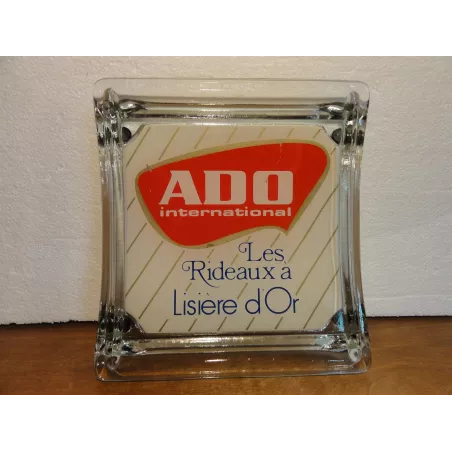 ADO
international
Les
Rideaux à
Lisière d'Or